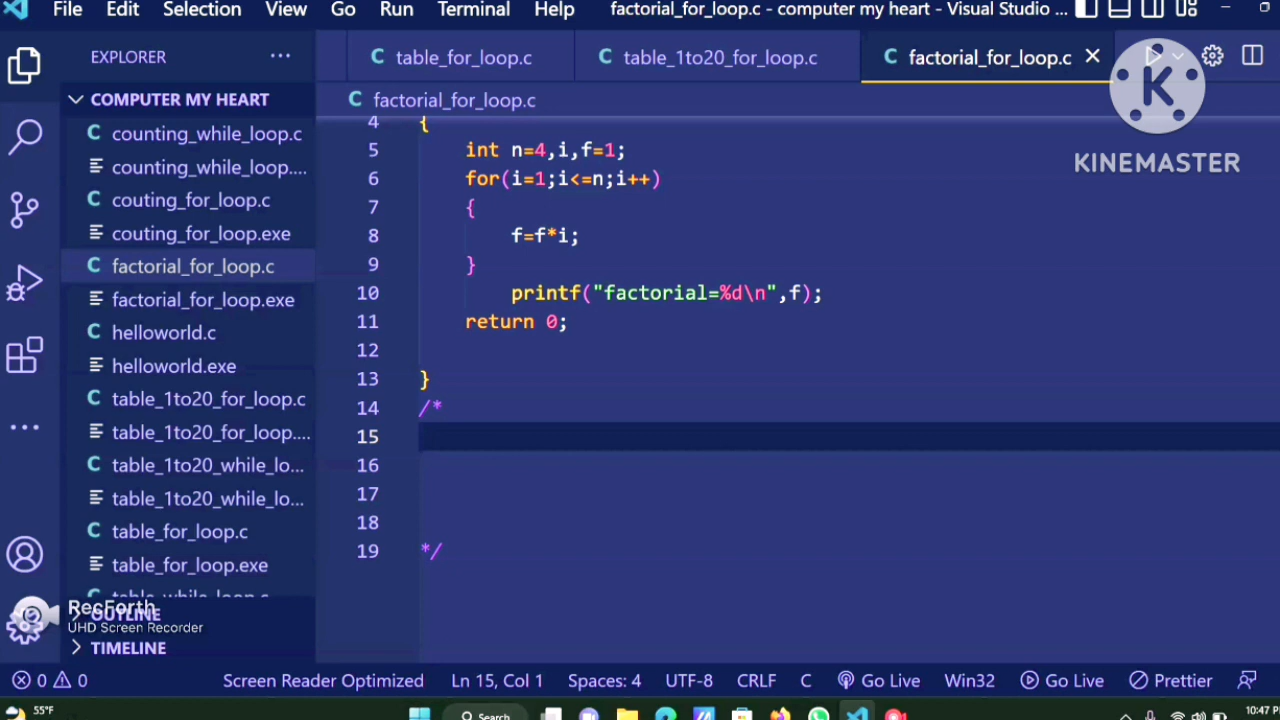 File Edit Selection View Go Run Terminal Help factorial_for_loop.c - computer my heart - Visual Studio ...
EXPLORER ...
table_for_loop.c
table_1to20_for_loop.c
factorial_for_loop.c
K
KINEMASTER
COMPUTER MY HEART
counting_while_loop.c
counting_while_loop....
couting_for_loop.c
couting_for_loop.exe
factorial_for_loop.c
factorial_for_loop.exe
helloworld.c
helloworld.exe
table_1to20_for_loop.c
table_1to20_for_loop....
table_1to20_while_lo...
table_1to20_while_lo...
table_for_loop.c
table_for_loop.exe
table_while_loop.c
OUTLINE
TIMELINE
RecForth
UHD Screen Recorder
factorial_for_loop.c
4 {
5 int n=4,i,f=1;
6 for(i=1;i<=n;i++)
7 {
8 f=f*i;
9 }
10 printf("factorial=%d\n",f);
11 return 0;
12
13 }
14 /*
15
16
17
18
19 */
0 0 Screen Reader Optimized Ln 15, Col 1 Spaces: 4 UTF-8 CRLF C Go Live Win32 Go Live Prettier
55°F Search 10:47 PM